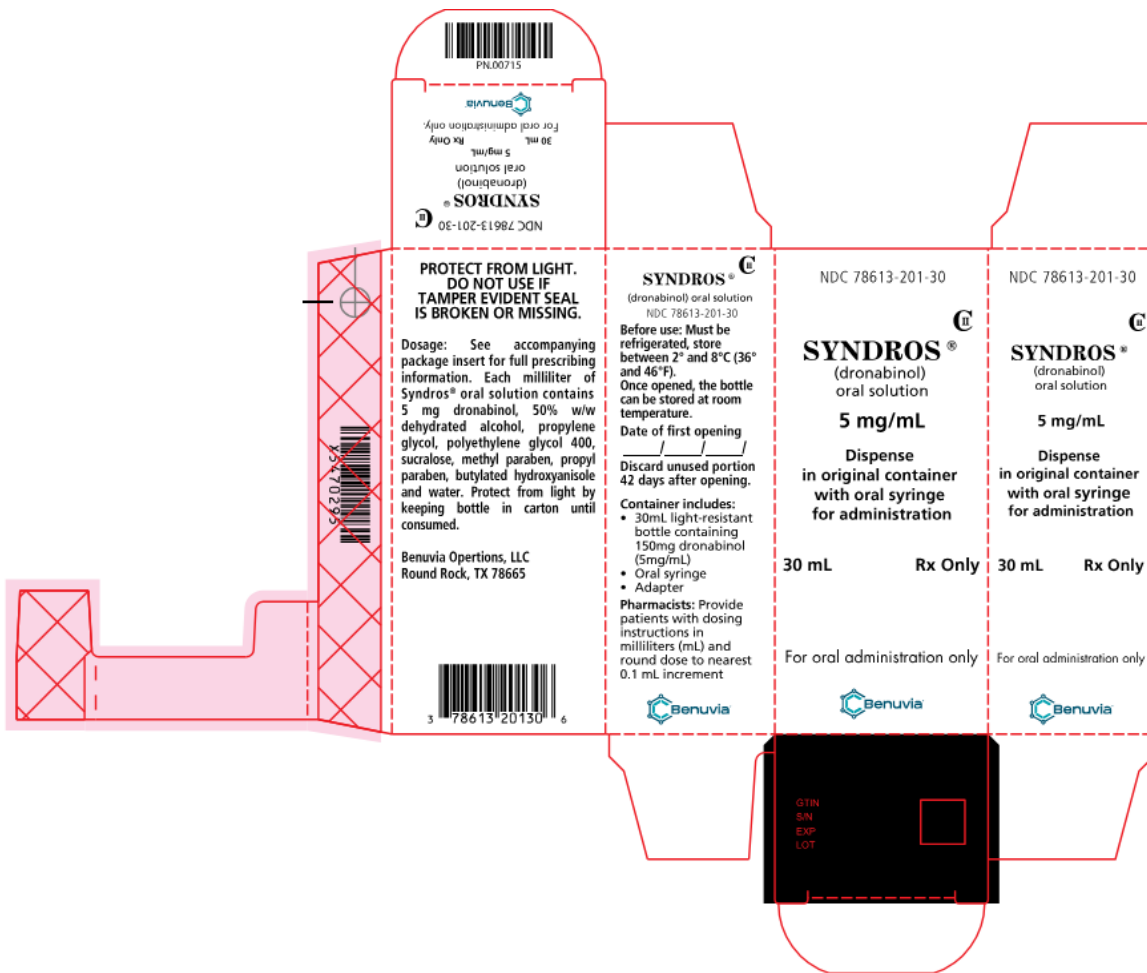 PN.00715
Benuvia
For oral administration only.
30 mL Rx Only
5 mg/mL
oral solution
(dronabinol)
SYNDROS®
CII
NDC 78613-201-30
PROTECT FROM LIGHT.
DO NOT USE IF
TAMPER EVIDENT SEAL
IS BROKEN OR MISSING.
Dosage: See accompanying
package insert for full prescribing
information. Each milliliter of
Syndros® oral solution contains
5 mg dronabinol, 50% w/w
dehydrated alcohol, propylene
glycol, polyethylene glycol 400,
sucralose, methyl paraben, propyl
paraben, butylated hydroxyanisole
and water. Protect from light by
keeping bottle in carton until
consumed.
Benuvia Opertions, LLC
Round Rock, TX 78665
3 78613 20130 6
X5470295
SYNDROS® CII
(dronabinol) oral solution
NDC 78613-201-30
Before use: Must be
refrigerated, store
between 2° and 8°C (36°
and 46°F).
Once opened, the bottle
can be stored at room
temperature.
Date of first opening
_____/_____/_____/
Discard unused portion
42 days after opening.
Container includes:
• 30mL light-resistant
bottle containing
150mg dronabinol
(5mg/mL)
• Oral syringe
• Adapter
Pharmacists: Provide
patients with dosing
instructions in
milliliters (mL) and
round dose to nearest
0.1 mL increment
Benuvia
NDC 78613-201-30
CII
SYNDROS®
(dronabinol)
oral solution
5 mg/mL
Dispense
in original container
with oral syringe
for administration
30 mL Rx Only
For oral administration only
Benuvia
NDC 78613-201-30
CII
SYNDROS®
(dronabinol)
oral solution
5 mg/mL
Dispense
in original container
with oral syringe
for administration
30 mL Rx Only
For oral administration only
Benuvia
GTIN
S/N
EXP
LOT